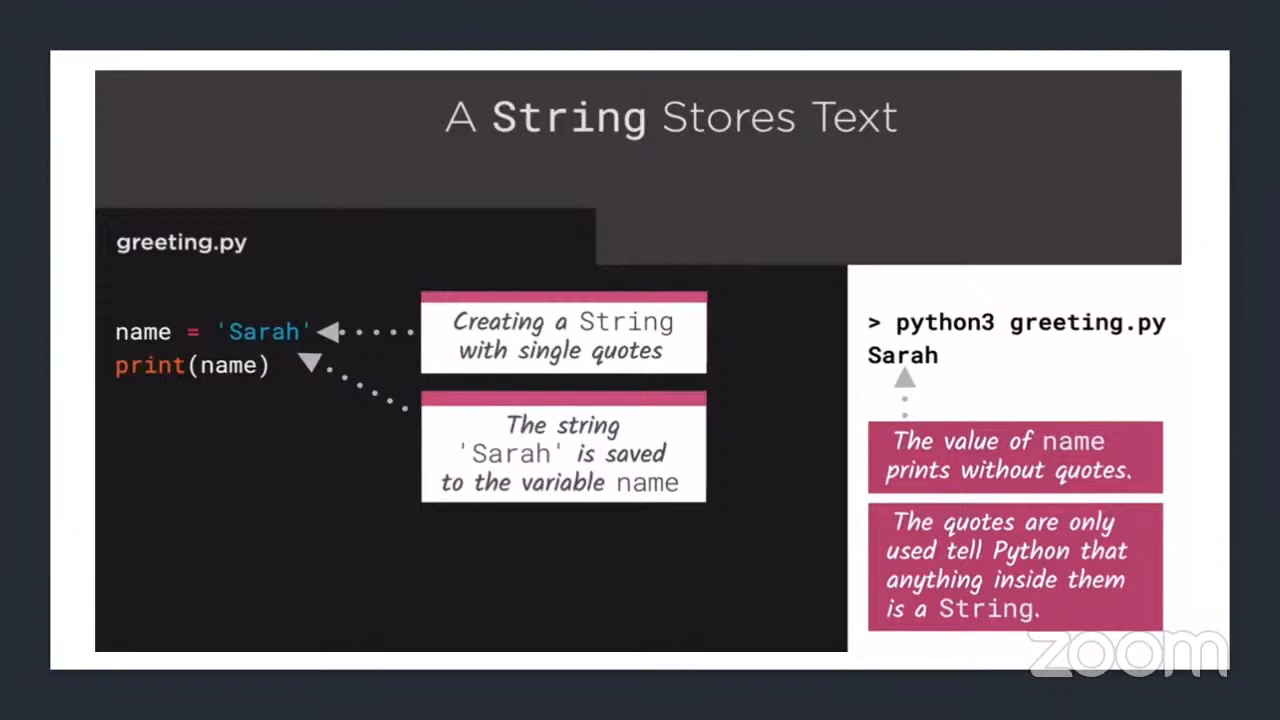 A String Stores Text
greeting.py
name = 'Sarah'
print(name)
Creating a String
with single quotes
The string
'Sarah' is saved
to the variable name
> python3 greeting.py
Sarah
The value of name
prints without quotes.
The quotes are only
used tell Python that
anything inside them
is a String.
zoom